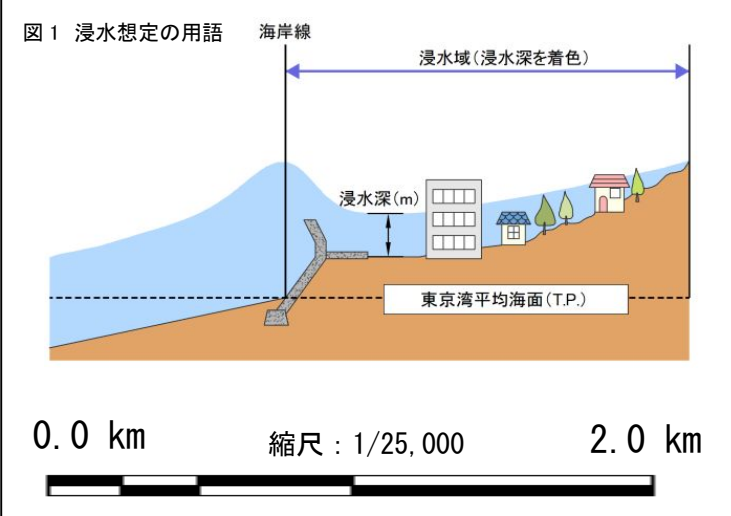 図1 浸水想定の用語
海岸線
浸水域(浸水深を着色)
浸水深(m)
東京湾平均海面(T.P.)
0.0 km
縮尺:1/25,000
2.0 km